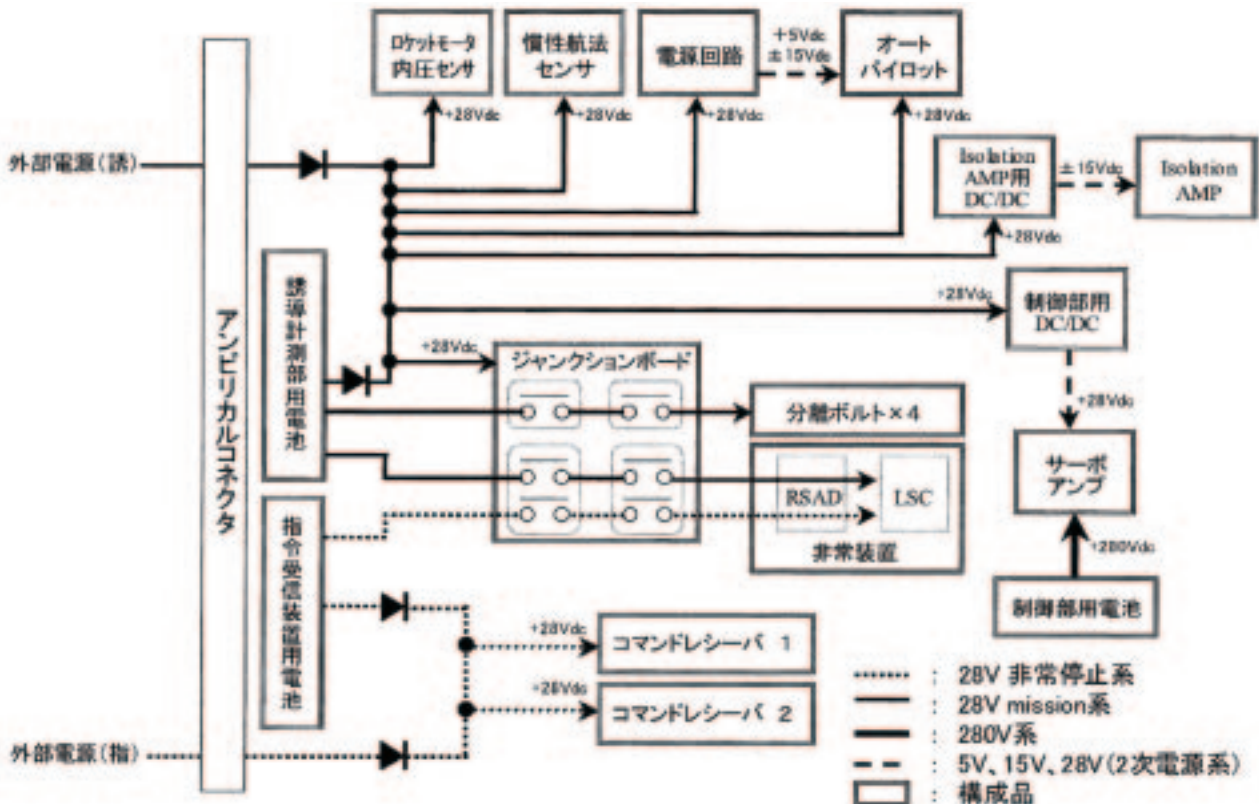 ロケットモータ
内圧センサ
慣性航法
センサ
電源回路
+5Vdc
±15Vdc
オート
パイロット
+28Vdc
+28Vdc
+28Vdc
+28Vdc
外部電源(誘)
Isolation
AMP用
DC/DC
±15Vdc
Isolation
AMP
+28Vdc
アンビリカルコネクタ
誘導計測部用電池
+28Vdc
制御部用
DC/DC
+28Vdc
ジャンクションボード
+28Vdc
分離ボルト×4
サーボ
アンプ
RSAD
LSC
非常装置
指令受信装置用電池
+280Vdc
制御部用電池
+28Vdc
コマンドレシーバ 1
+28Vdc
コマンドレシーバ 2
外部電源(指)
: 28V 非常停止系
: 28V mission系
: 280V系
: 5V、15V、28V(2次電源系)
: 構成品